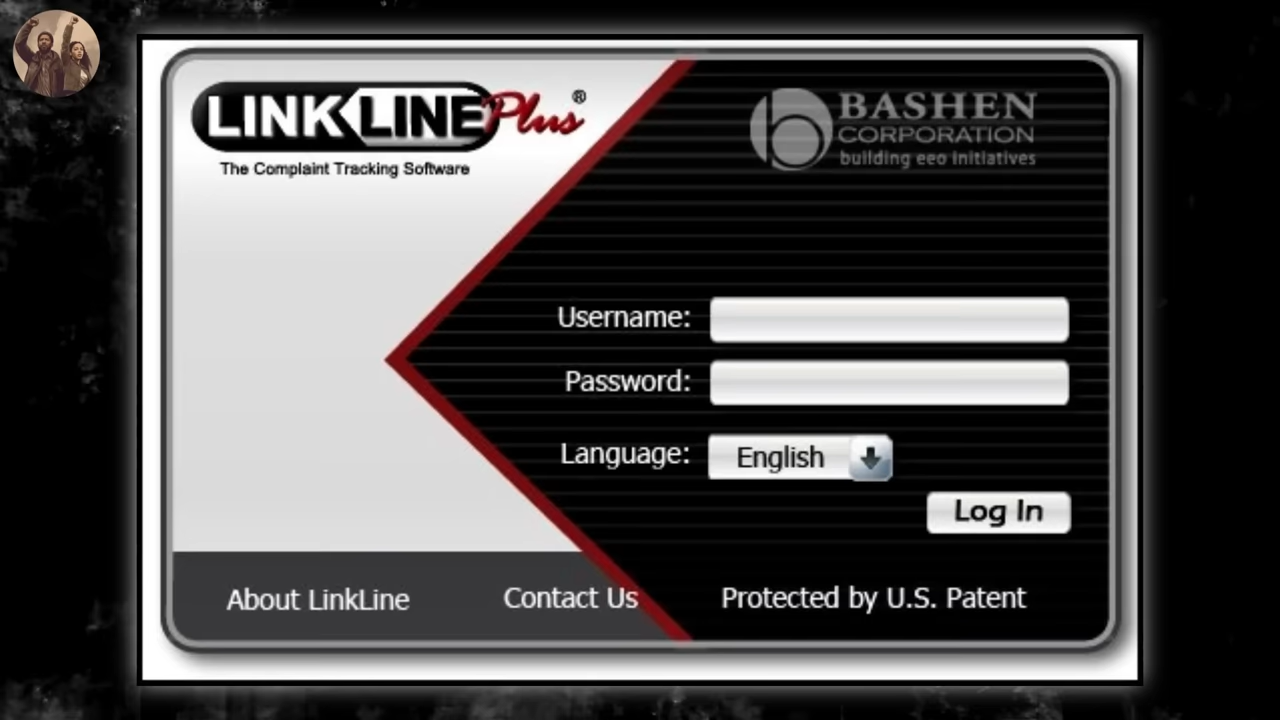 LINKLINE Plus®
The Complaint Tracking Software
BASHEN
CORPORATION
building eeo initiatives
Username:
Password:
Language: English
Log In
About LinkLine Contact Us Protected by U.S. Patent